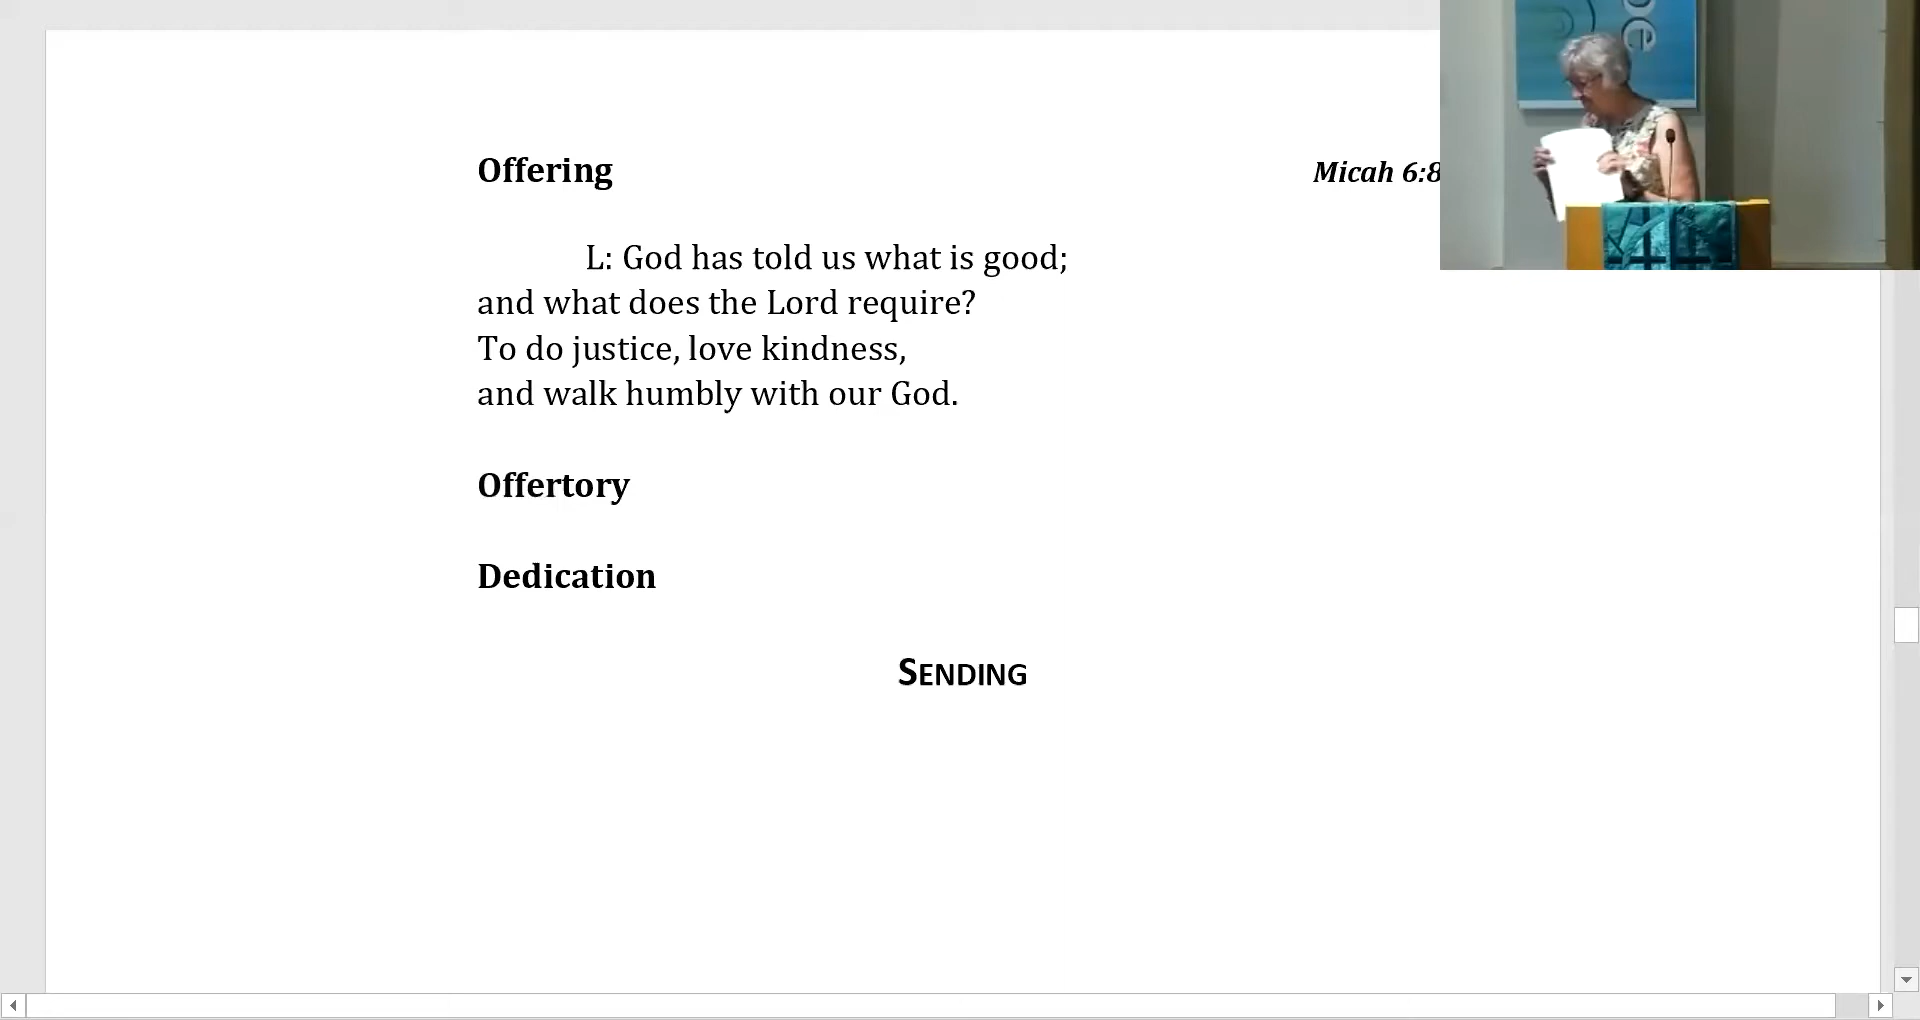 Offering Micah 6:8
L: God has told us what is good;
and what does the Lord require?
To do justice, love kindness,
and walk humbly with our God.
Offertory
Dedication
SENDING